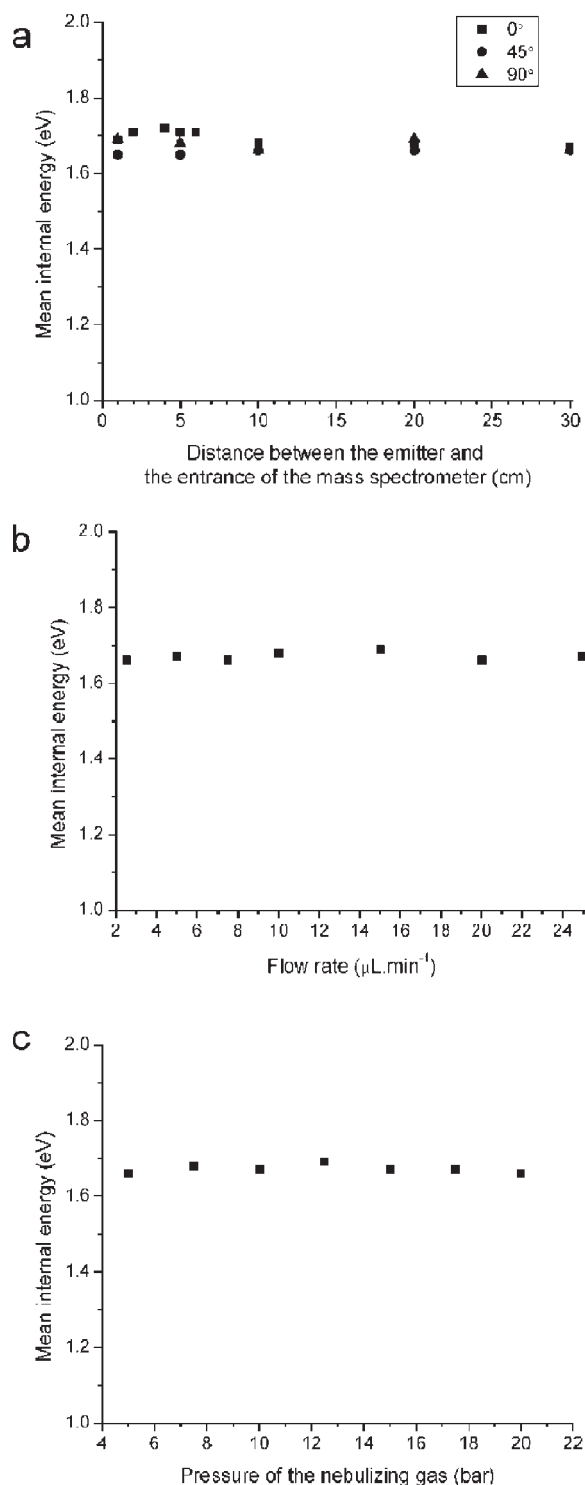 a
0°
45°
90°
2.0
1.8
1.6
1.4
1.2
1.0
Mean internal energy (eV)
0 5 10 15 20 25 30
Distance between the emitter and
the entrance of the mass spectrometer (cm)
b
2.0
1.8
1.6
1.4
1.2
1.0
Mean internal energy (eV)
2 4 6 8 10 12 14 16 18 20 22 24
Flow rate (μL.min⁻¹)
c
2.0
1.8
1.6
1.4
1.2
1.0
Mean internal energy (eV)
4 6 8 10 12 14 16 18 20 22
Pressure of the nebulizing gas (bar)